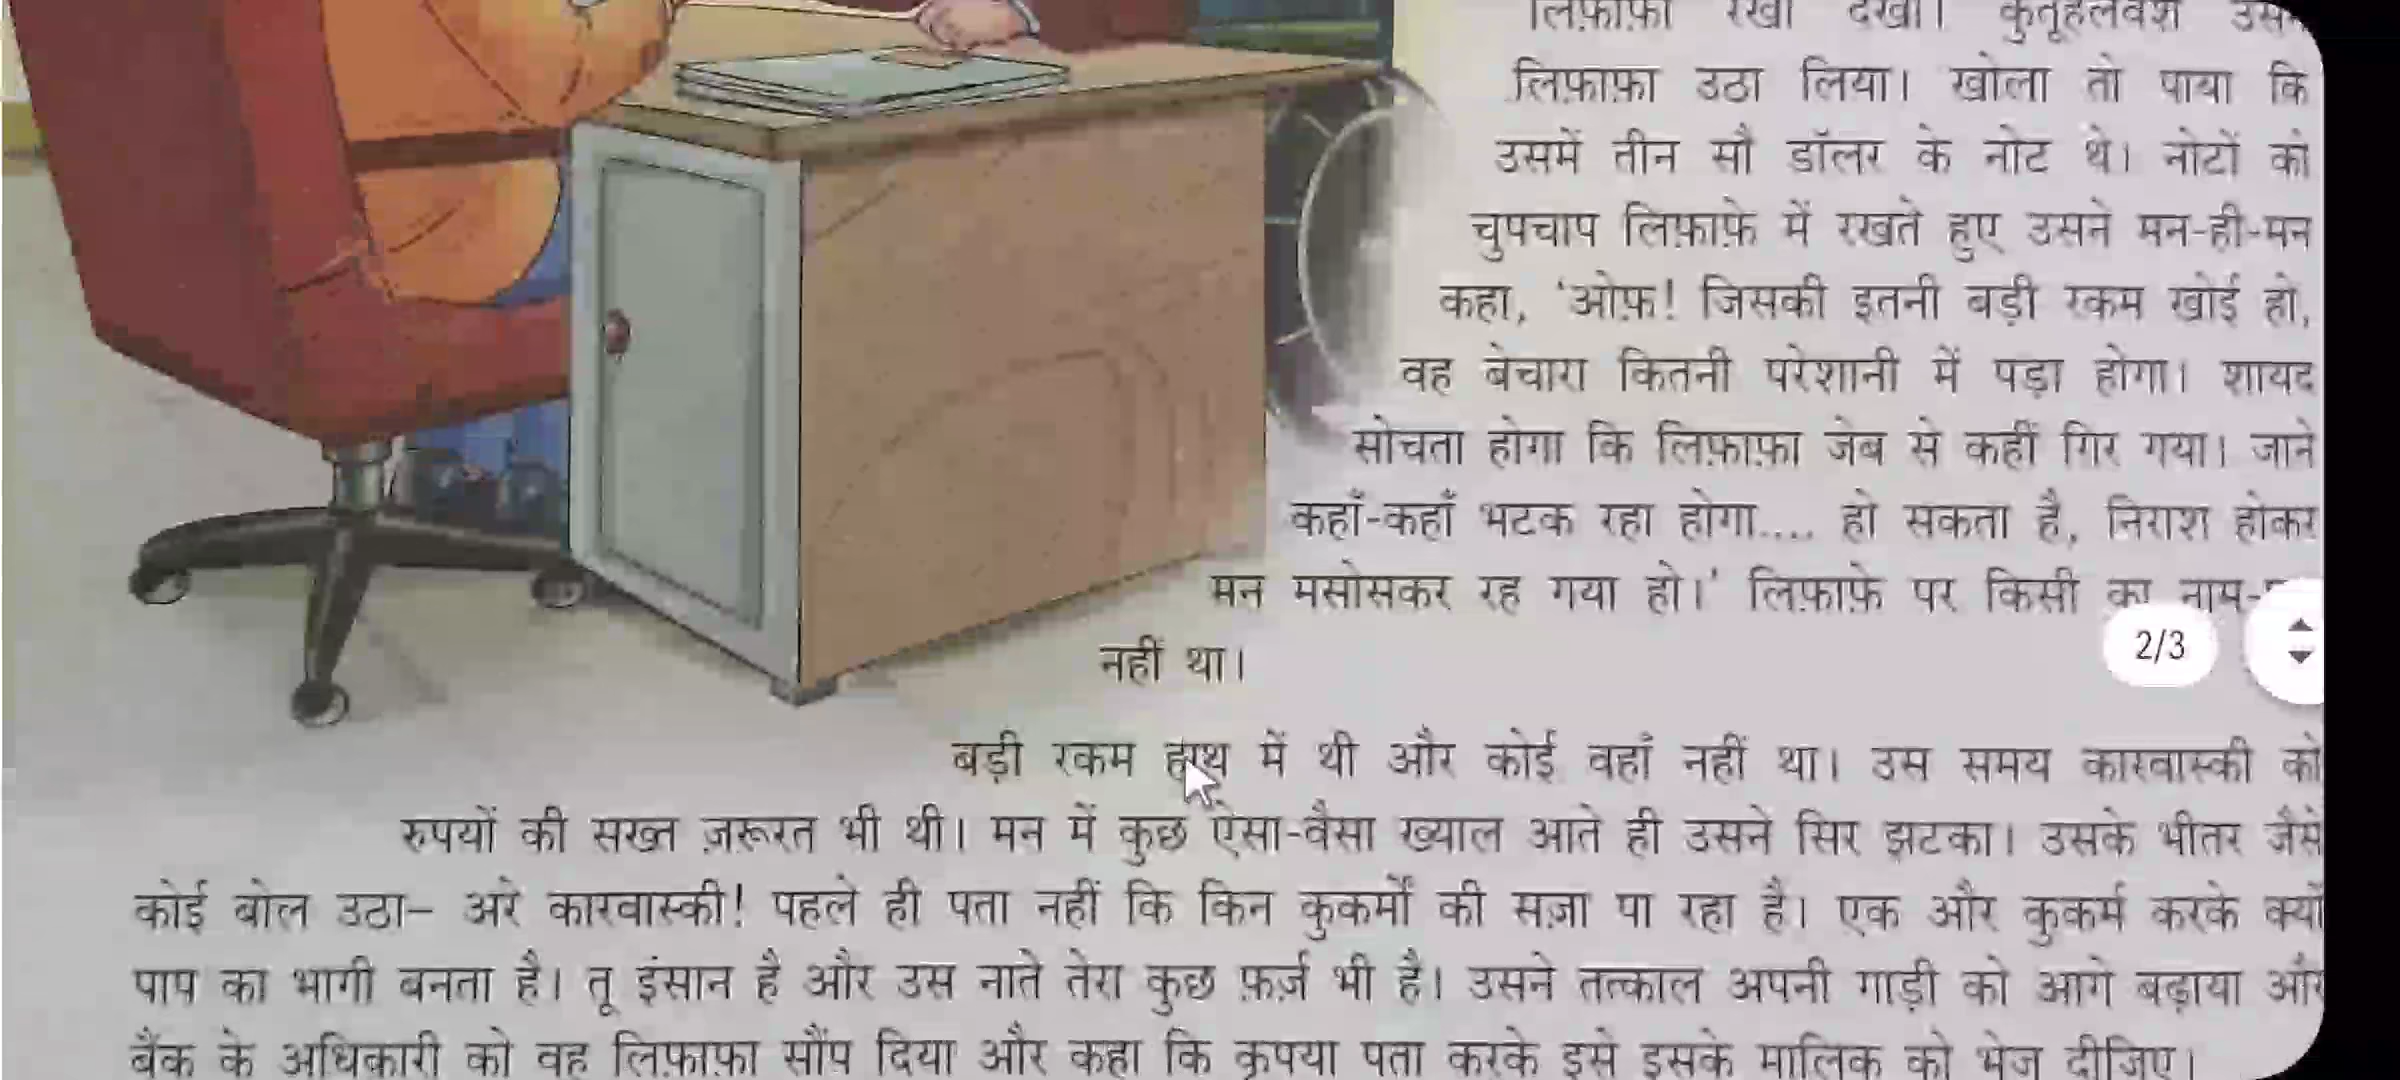 लिफ़ाफ़ा रखा देखा। कुतूहलवश
लिफ़ाफ़ा उठा लिया। खोला तो पाया कि
उसमें तीन सौ डॉलर के नोट थे। नोटों को
चुपचाप लिफ़ाफ़े में रखते हुए उसने मन-ही-मन
कहा, ‘ओफ़! जिसकी इतनी बड़ी रकम खोई हो,
वह बेचारा कितनी परेशानी में पड़ा होगा। शायद
सोचता होगा कि लिफ़ाफ़ा जेब से कहीं गिर गया। जाने
कहाँ-कहाँ भटक रहा होगा.... हो सकता है, निराश होकर
मन मसोसकर रह गया हो।’ लिफ़ाफ़े पर किसी का नाम-
नहीं था।
2/3
बड़ी रकम हाथ में थी और कोई वहाँ नहीं था। उस समय कारवास्की को
रुपयों की सख्त ज़रूरत भी थी। मन में कुछ ऐसा-वैसा ख्याल आते ही उसने सिर झटका। उसके भीतर जैसे
कोई बोल उठा– अरे कारवास्की! पहले ही पता नहीं कि किन कुकर्मों की सज़ा पा रहा है। एक और कुकर्म करके क्यों
पाप का भागी बनता है। तू इंसान है और उस नाते तेरा कुछ फ़र्ज़ भी है। उसने तत्काल अपनी गाड़ी को आगे बढ़ाया और
बैंक के अधिकारी को वह लिफ़ाफ़ा सौंप दिया और कहा कि कृपया पता करके इसे इसके मालिक को भेज दीजिए।